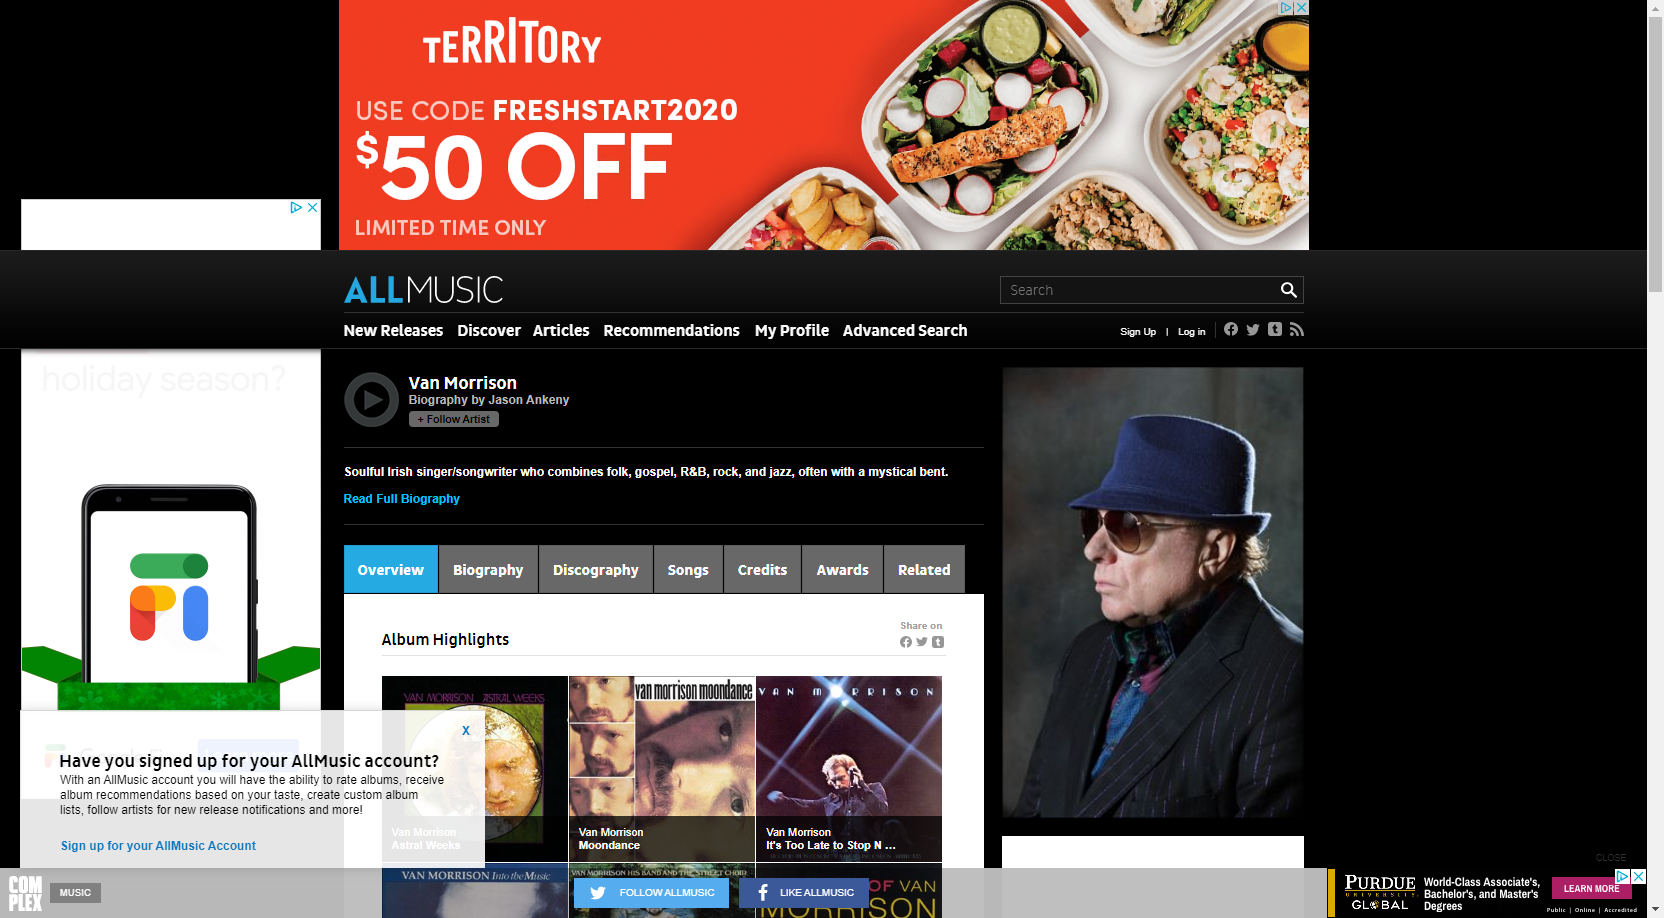 TERRITORY
USE CODE FRESHSTART2020
$50 OFF
LIMITED TIME ONLY
ALLMUSIC
Search
New Releases Discover Articles Recommendations My Profile Advanced Search
Sign Up | Log in
holiday season?
Van Morrison
Biography by Jason Ankeny
+ Follow Artist
Soulful Irish singer/songwriter who combines folk, gospel, R&B, rock, and jazz, often with a mystical bent.
Read Full Biography
Overview Biography Discography Songs Credits Awards Related
Album Highlights
Share on
VAN MORRISON ASTRAL WEEKS
van morrison moondance
VAN MORRISON
X
Have you signed up for your AllMusic account?
With an AllMusic account you will have the ability to rate albums, receive
album recommendations based on your taste, create custom album
lists, follow artists for new release notifications and more!
Sign up for your AllMusic Account
Van Morrison
Astral Weeks
Van Morrison
Moondance
Van Morrison
It's Too Late to Stop N ...
VAN MORRISON Into the Music
VAN MORRISON HIS BAND AND THE STREET CHOIR
OF VAN
MORRISON
COMPLEX
MUSIC
FOLLOW ALLMUSIC
LIKE ALLMUSIC
CLOSE
PURDUE
UNIVERSITY
GLOBAL
World-Class Associate's,
Bachelor's, and Master's
Degrees
LEARN MORE
Public | Online | Accredited